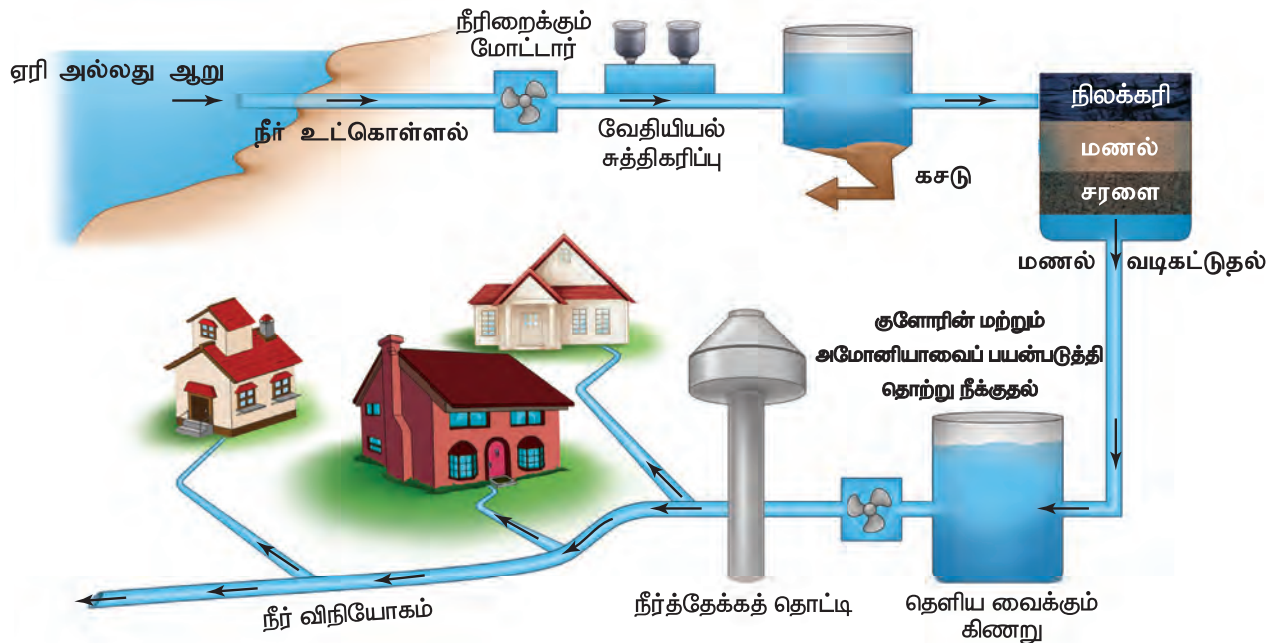 ஏரி அல்லது ஆறு
நீர் உட்கொள்ளல்
நீரிறைக்கும்
மோட்டார்
வேதியியல்
சுத்திகரிப்பு
கசடு
நிலக்கரி
மணல்
சரளை
மணல் வடிகட்டுதல்
குளோரின் மற்றும்
அமோனியாவைப் பயன்படுத்தி
தொற்று நீக்குதல்
தெளிய வைக்கும்
கிணறு
நீர்த்தேக்கத் தொட்டி
நீர் விநியோகம்